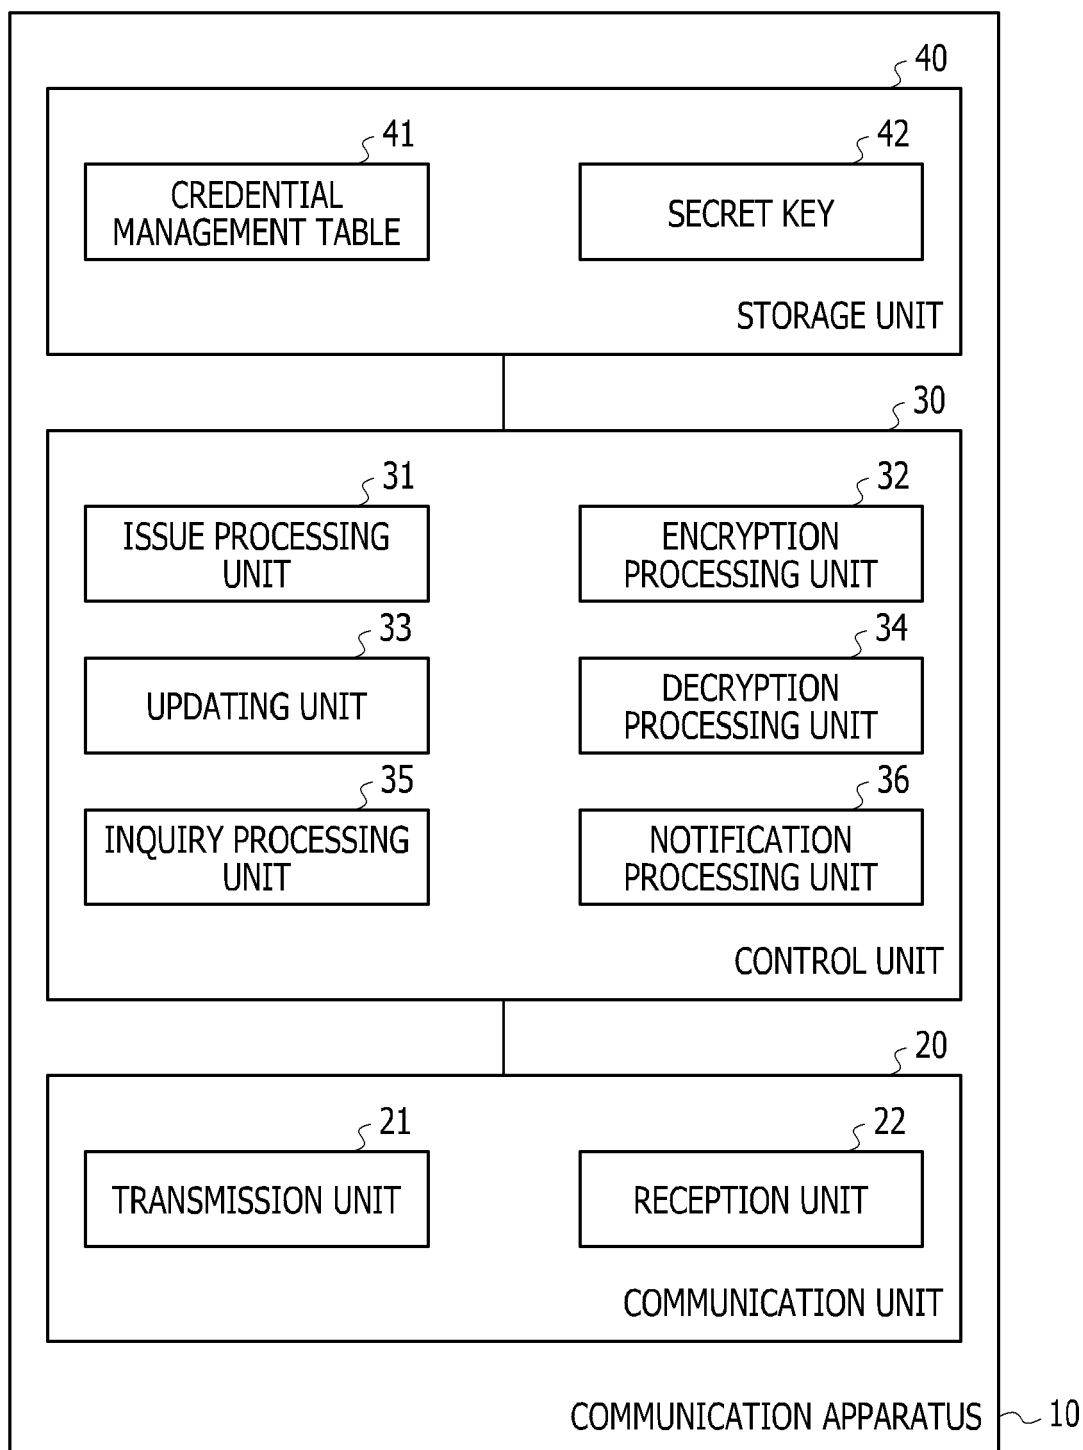 40
41
42
CREDENTIAL
MANAGEMENT TABLE
SECRET KEY
STORAGE UNIT
30
31
32
ISSUE PROCESSING
UNIT
ENCRYPTION
PROCESSING UNIT
33
34
UPDATING UNIT
DECRYPTION
PROCESSING UNIT
35
36
INQUIRY PROCESSING
UNIT
NOTIFICATION
PROCESSING UNIT
CONTROL UNIT
20
21
22
TRANSMISSION UNIT
RECEPTION UNIT
COMMUNICATION UNIT
COMMUNICATION APPARATUS
10